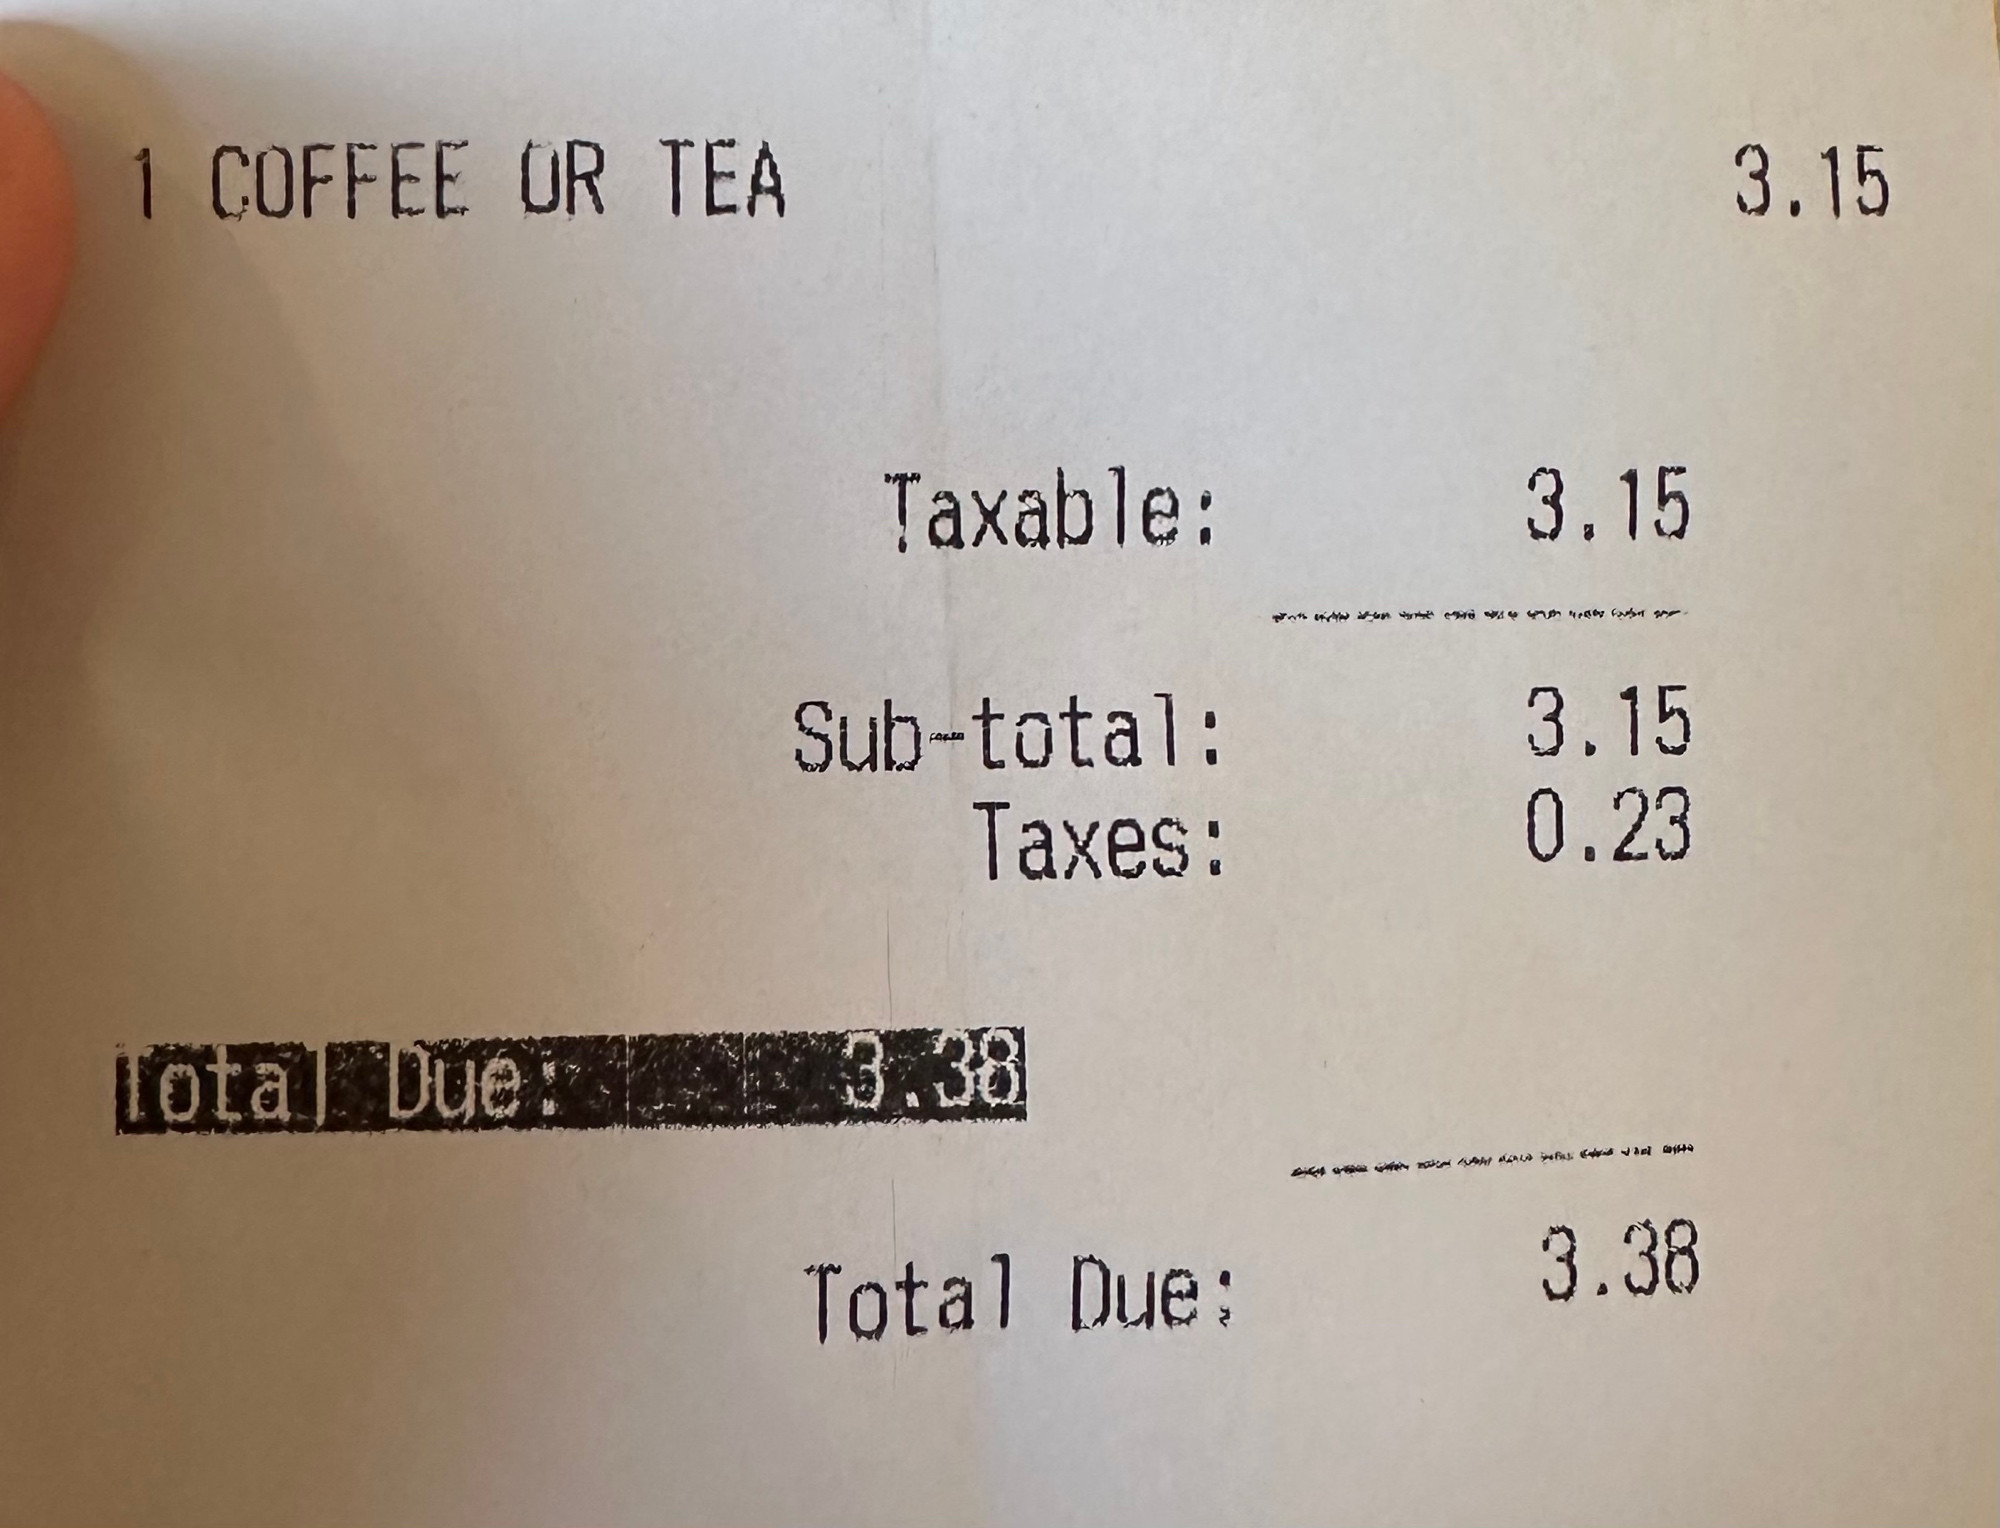 1 COFFEE OR TEA 3.15
Taxable: 3.15
Sub-total: 3.15
Taxes: 0.23
Total Due: 3.38
Total Due: 3.38